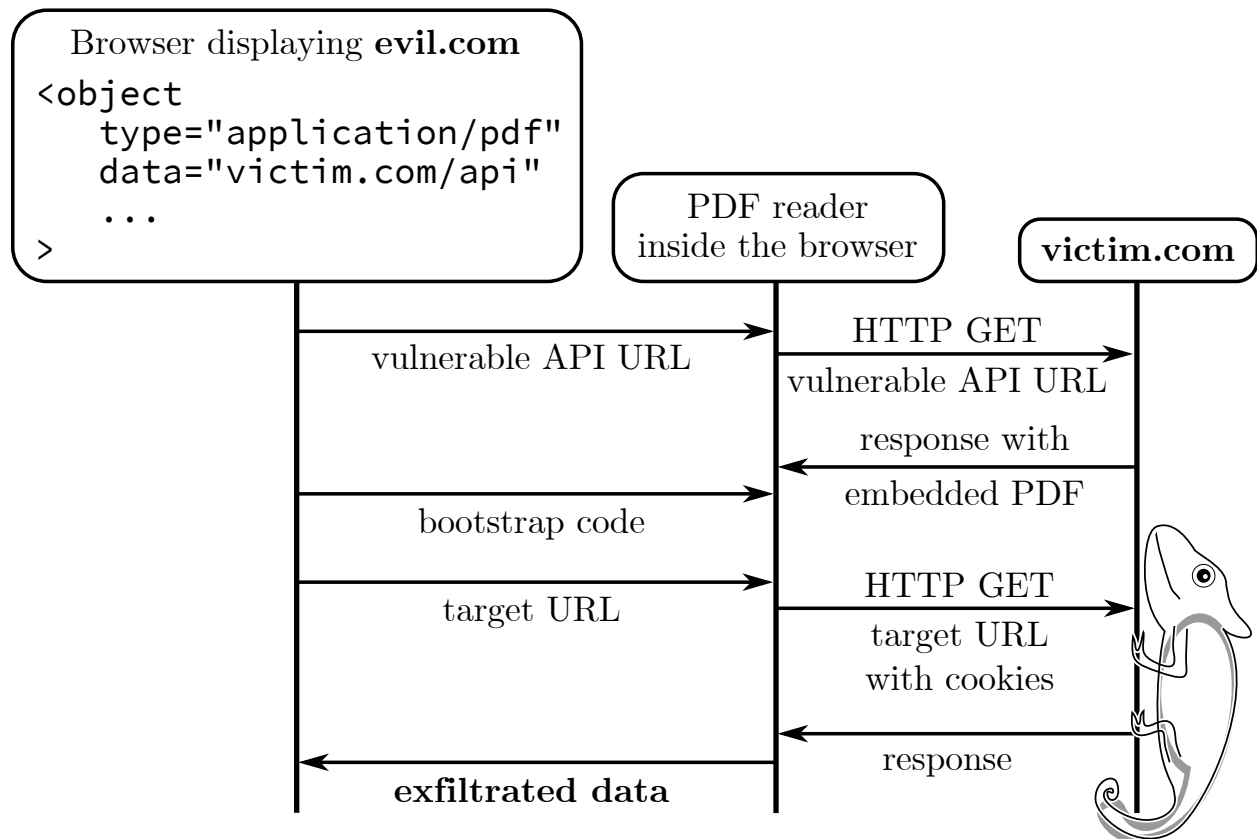 Browser displaying evil.com
<object
type="application/pdf"
data="victim.com/api"
...
>
PDF reader
inside the browser
victim.com
vulnerable API URL
HTTP GET
vulnerable API URL
response with
embedded PDF
bootstrap code
target URL
HTTP GET
target URL
with cookies
response
exfiltrated data